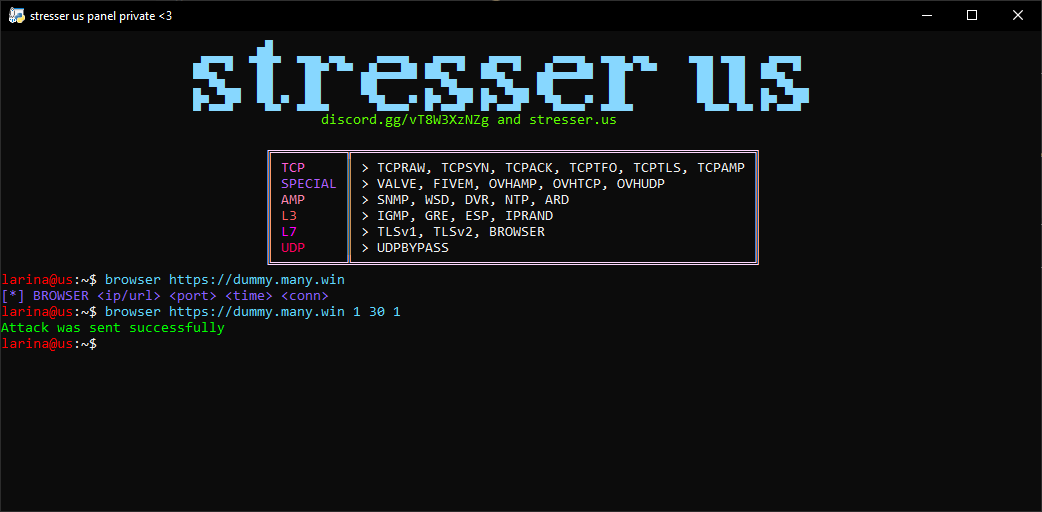 stresser us panel private <3
stresser us
discord.gg/vT8W3XzNZg and stresser.us
TCP > TCPRAW, TCPSYN, TCPACK, TCPTFO, TCPTLS, TCPAMP
SPECIAL > VALVE, FIVEM, OVHAMP, OVHTCP, OVHUDP
AMP > SNMP, WSD, DVR, NTP, ARD
L3 > IGMP, GRE, ESP, IPRAND
L7 > TLSv1, TLSv2, BROWSER
UDP > UDPBYPASS
larina@us:~$ browser https://dummy.many.win
[*] BROWSER <ip/url> <port> <time> <conn>
larina@us:~$ browser https://dummy.many.win 1 30 1
Attack was sent successfully
larina@us:~$